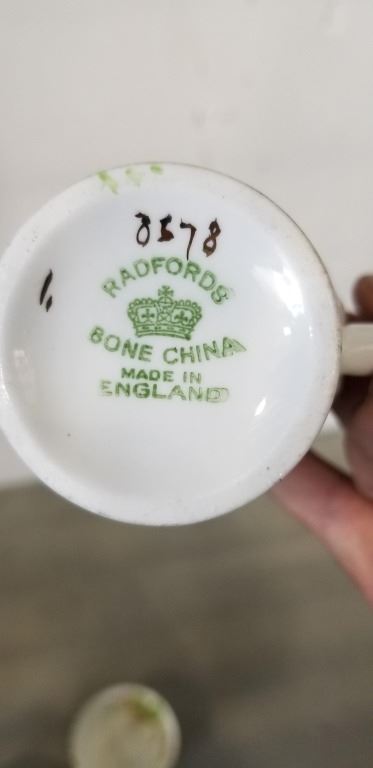 8578
1.
RADFORDS
BONE CHINA
MADE IN
ENGLAND